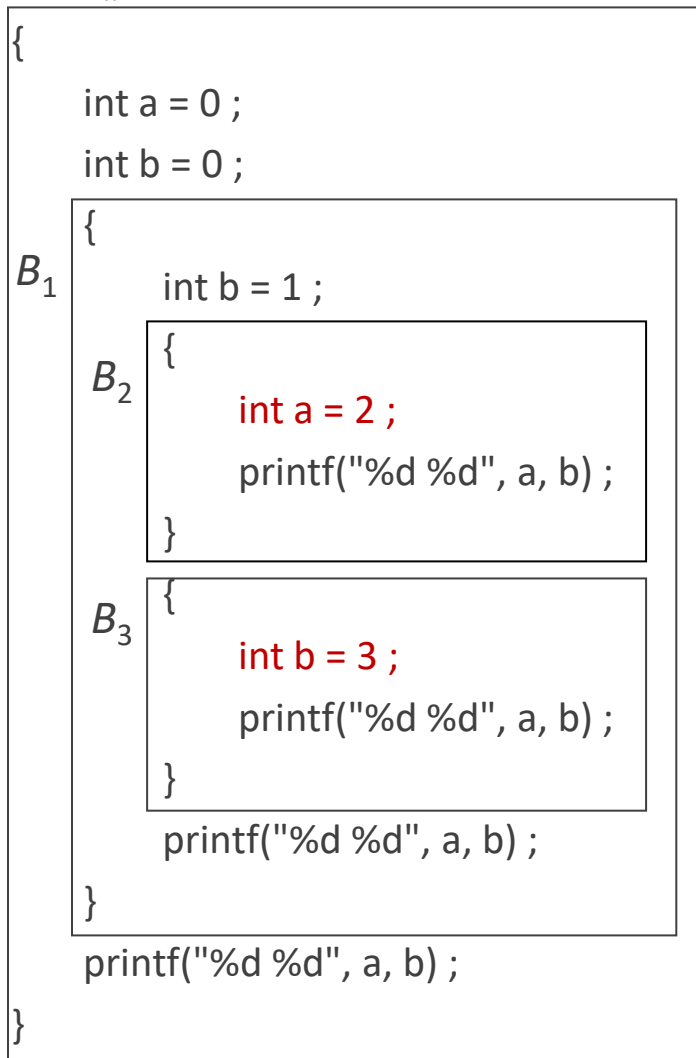 {
int a = 0 ;
int b = 0 ;
{
B₁
int b = 1 ;
{
B₂
int a = 2 ;
printf("%d %d", a, b) ;
}
{
B₃
int b = 3 ;
printf("%d %d", a, b) ;
}
printf("%d %d", a, b) ;
}
printf("%d %d", a, b) ;
}